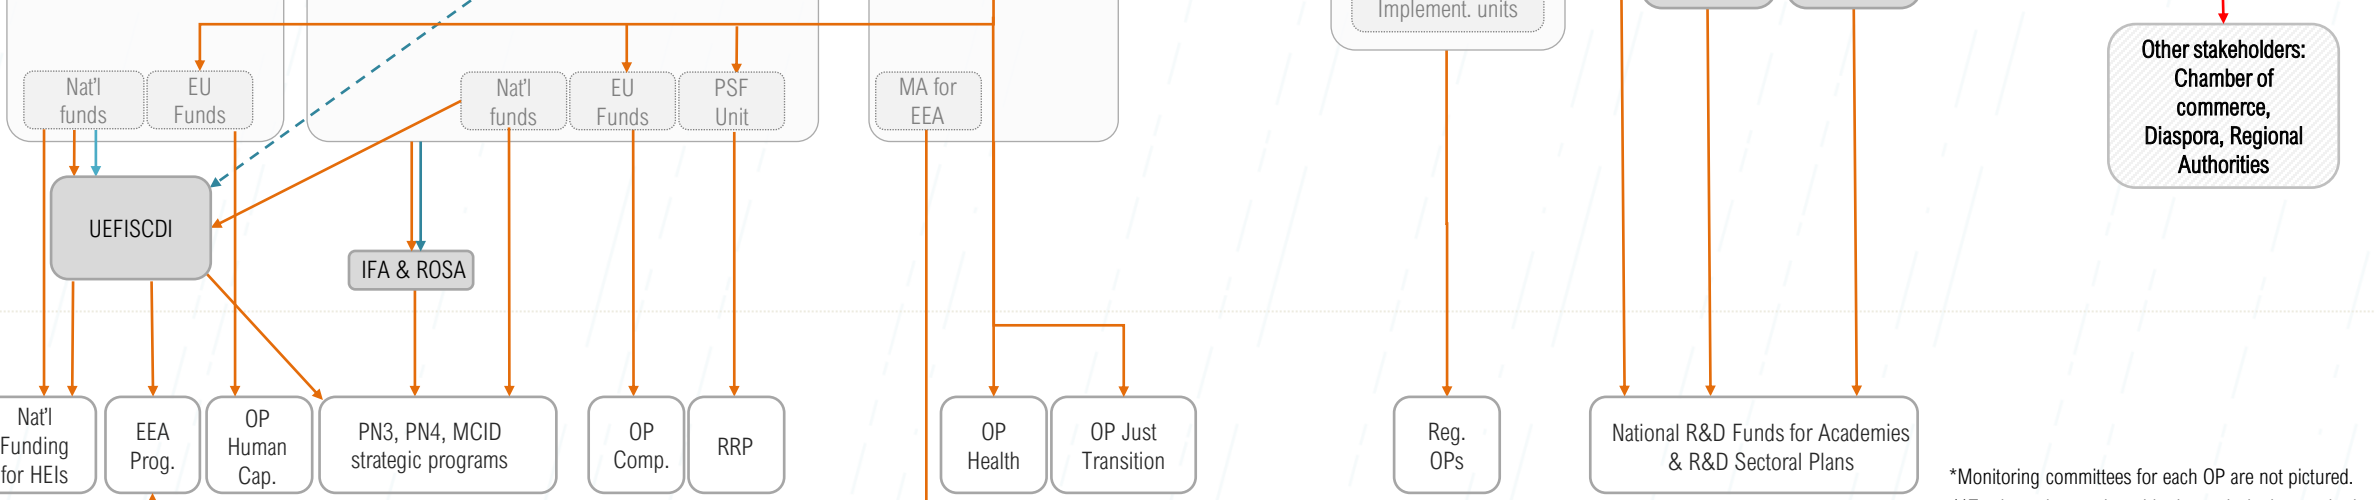 Implement. units
Nat'l
funds
EU
Funds
Nat'l
funds
EU
Funds
PSF
Unit
MA for
EEA
Other stakeholders:
Chamber of
commerce,
Diaspora, Regional
Authorities
UEFISCDI
IFA & ROSA
Nat'l
Funding
for HEIs
EEA
Prog.
OP
Human
Cap.
PN3, PN4, MCID
strategic programs
OP
Comp.
RRP
OP
Health
OP Just
Transition
Reg.
OPs
National R&D Funds for Academies
& R&D Sectoral Plans
*Monitoring committees for each OP are not pictured.